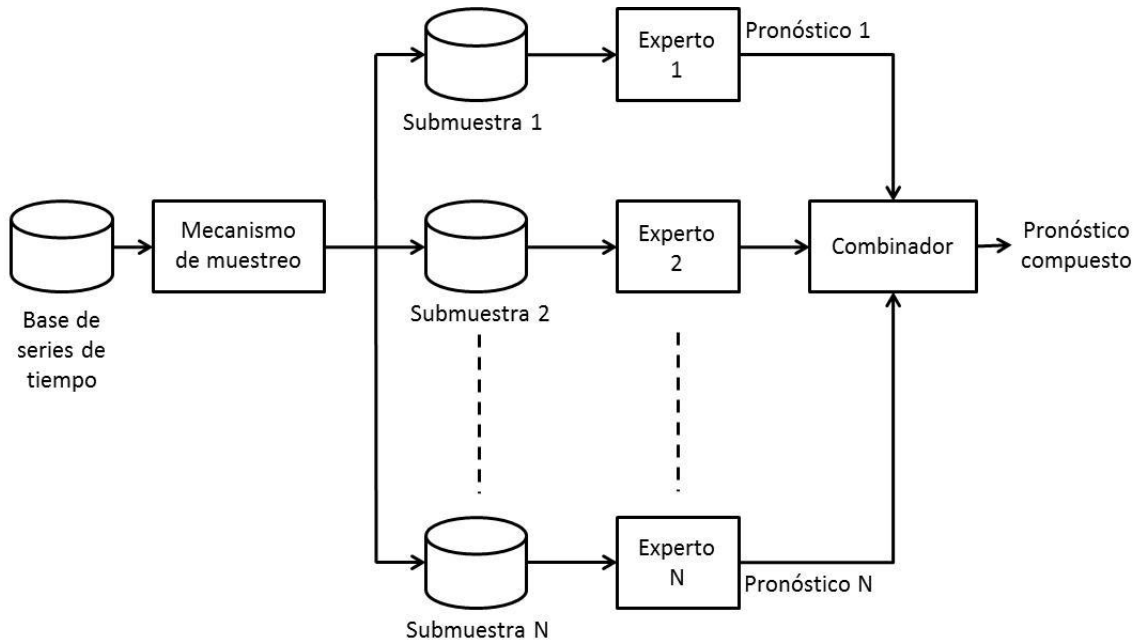 Experto
1
Pronóstico 1
Submuestra 1
Base de
series de
tiempo
Mecanismo
de muestreo
Submuestra 2
Experto
2
Combinador
Pronóstico
compuesto
Submuestra N
Experto
N
Pronóstico N